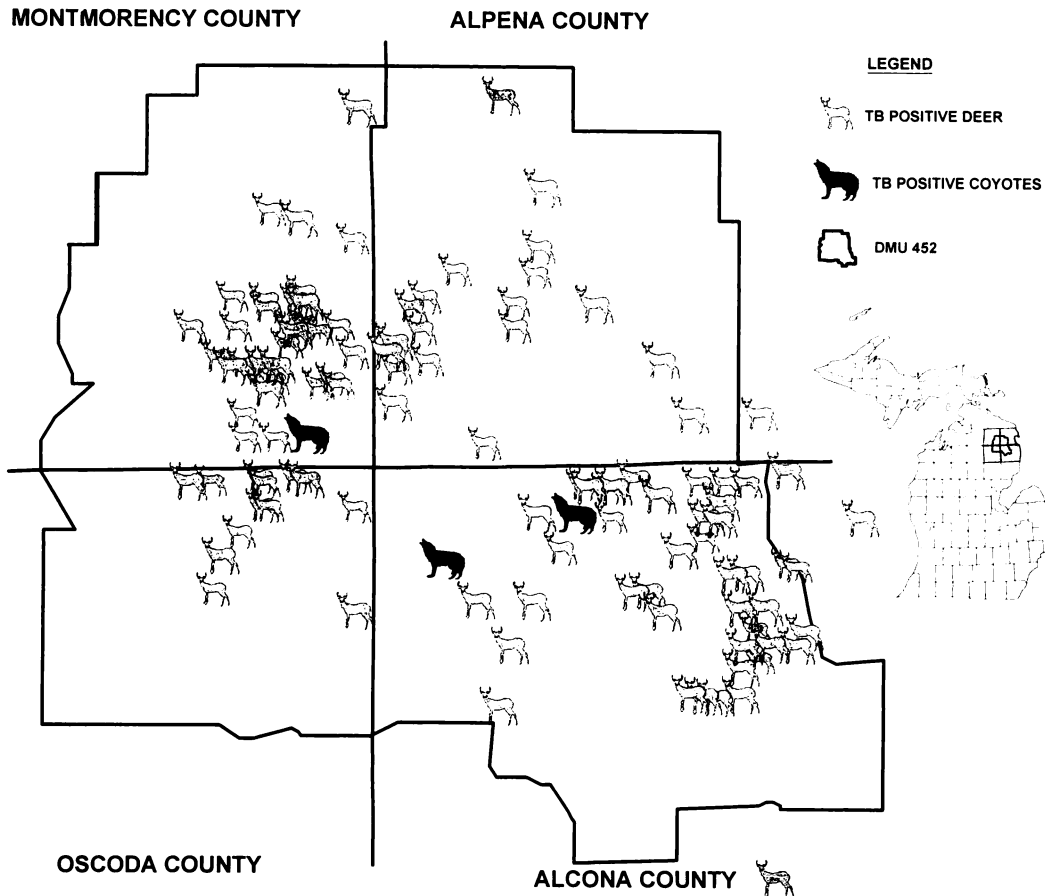 MONTMORENCY COUNTY
ALPENA COUNTY
LEGEND
TB POSITIVE DEER
TB POSITIVE COYOTES
DMU 452
OSCODA COUNTY
ALCONA COUNTY